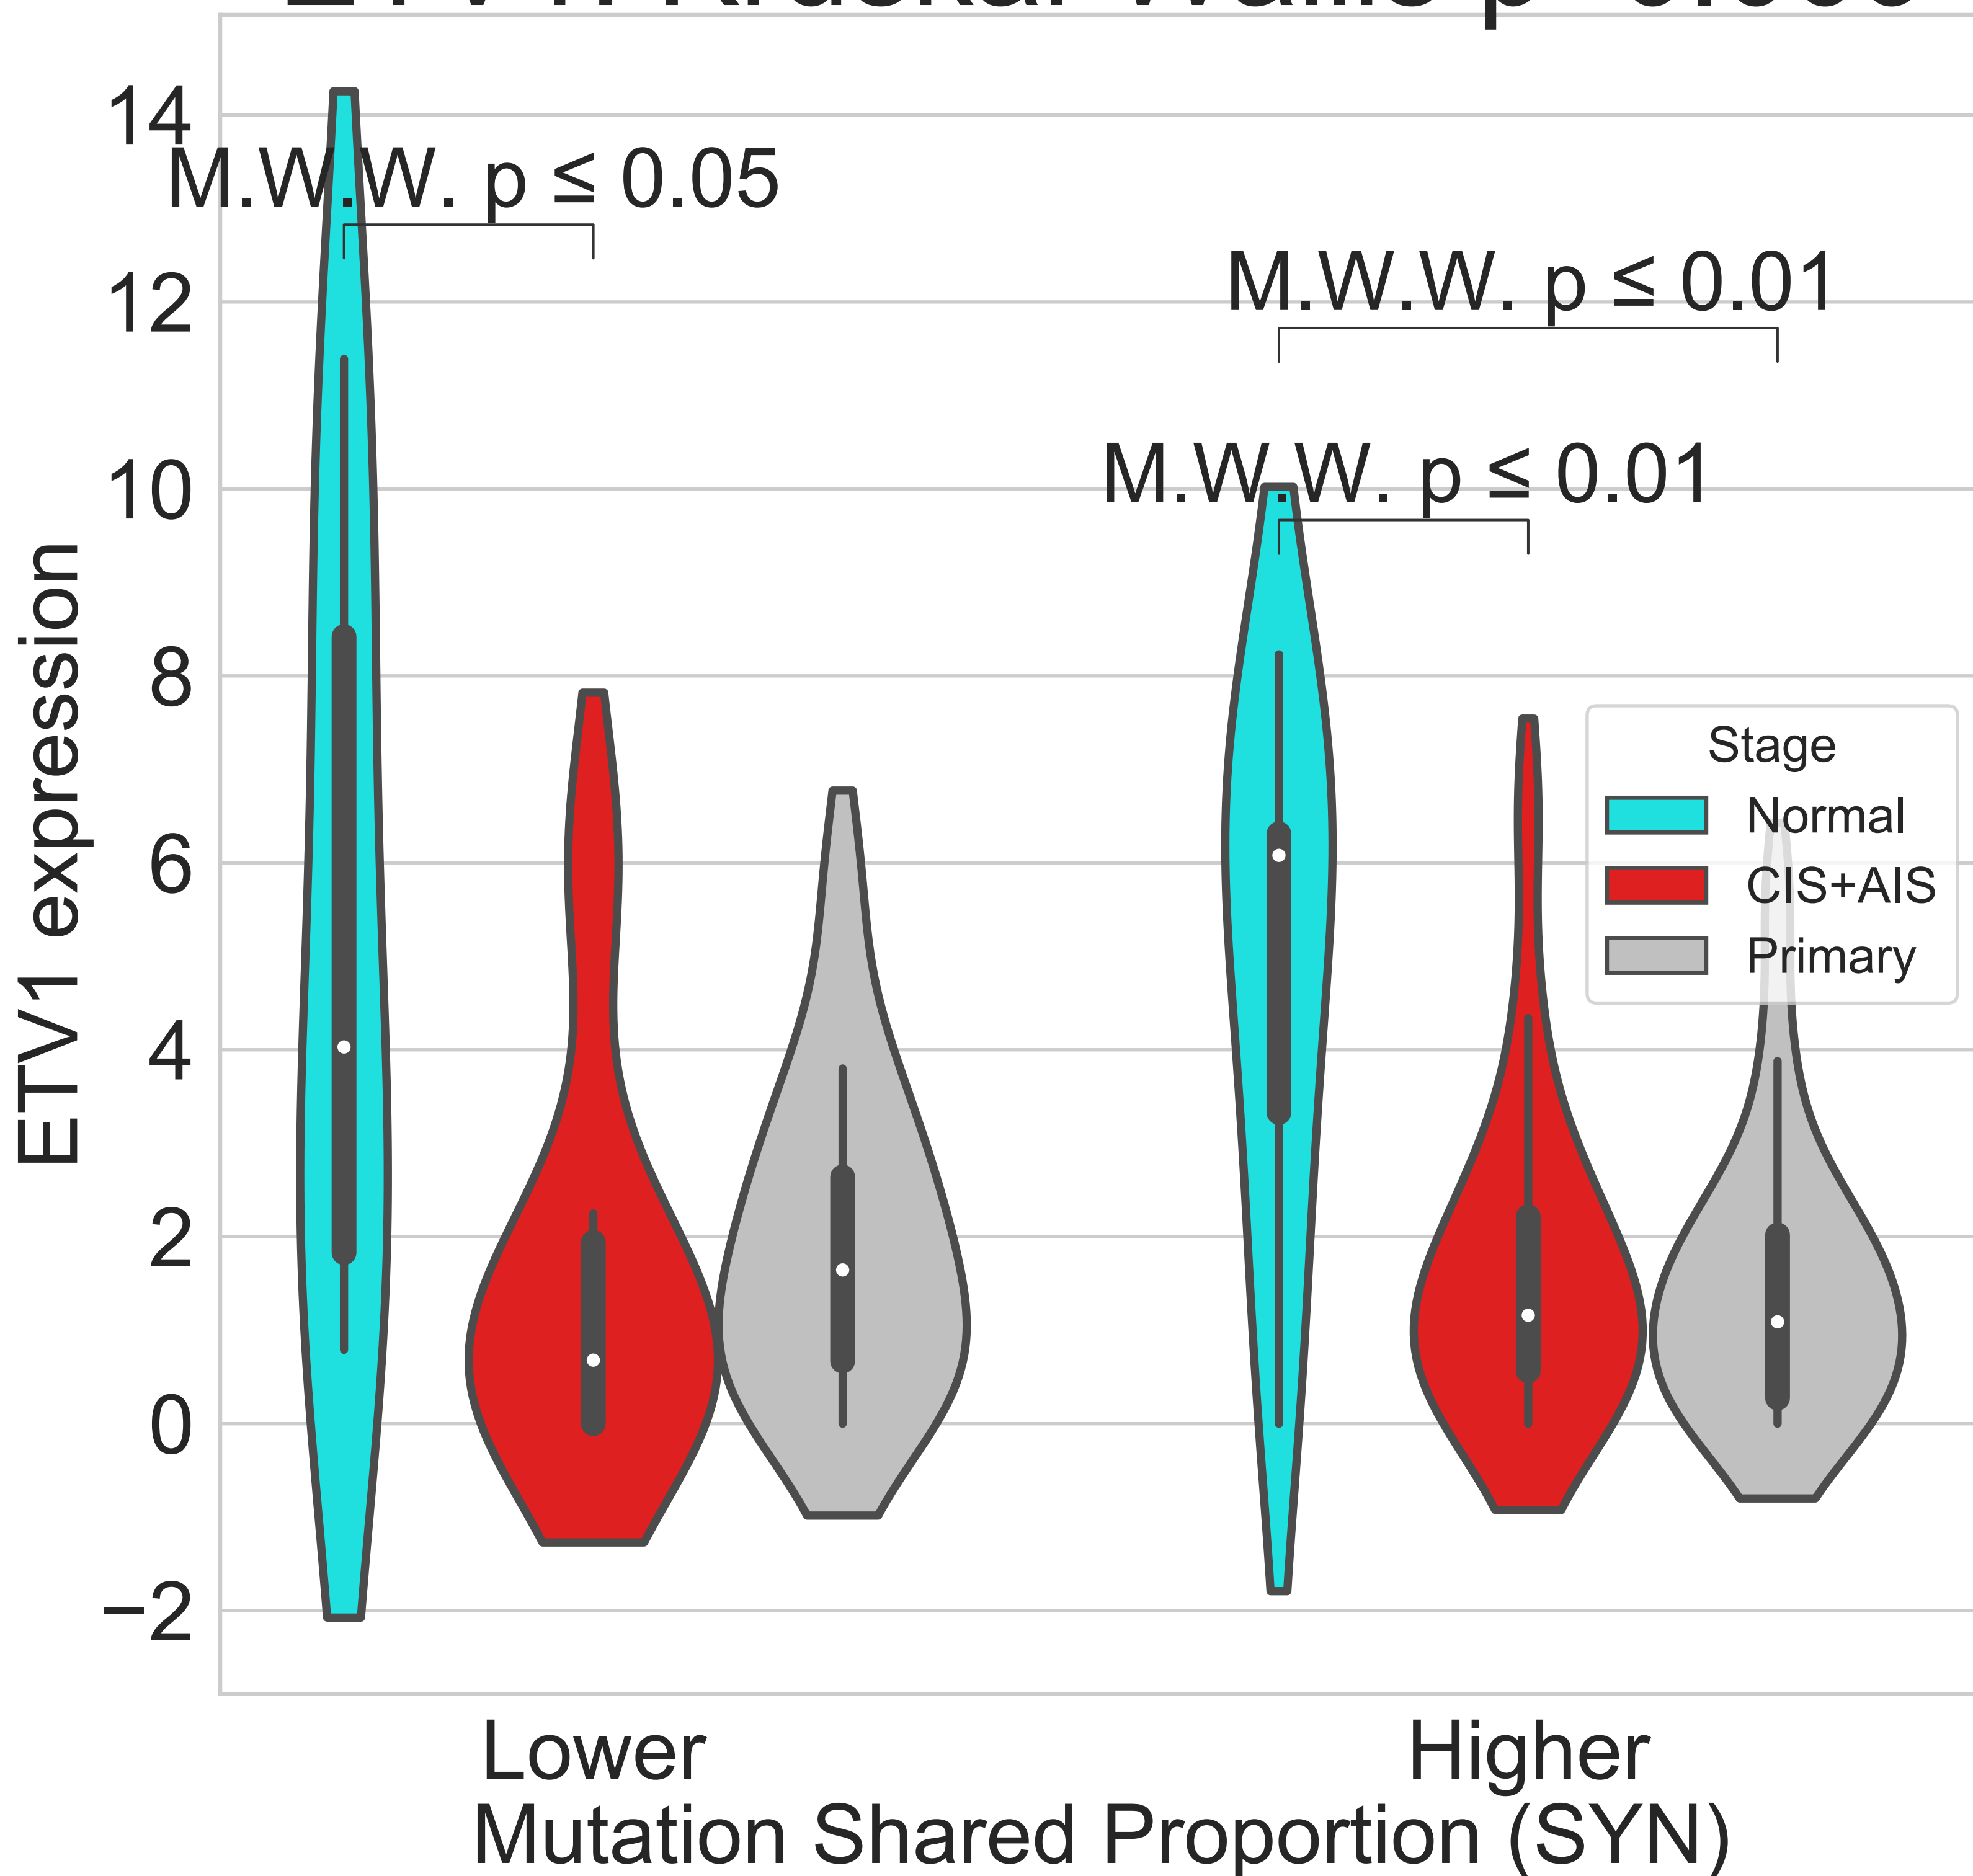 14
M.W.W. p ≤ 0.05
12
M.W.W. p ≤ 0.01
10
M.W.W. p ≤ 0.01
8
6
4
2
0
−2
ETV1 expression
Stage
Normal
CIS+AIS
Primary
Lower
Higher
Mutation Shared Proportion (SYN)